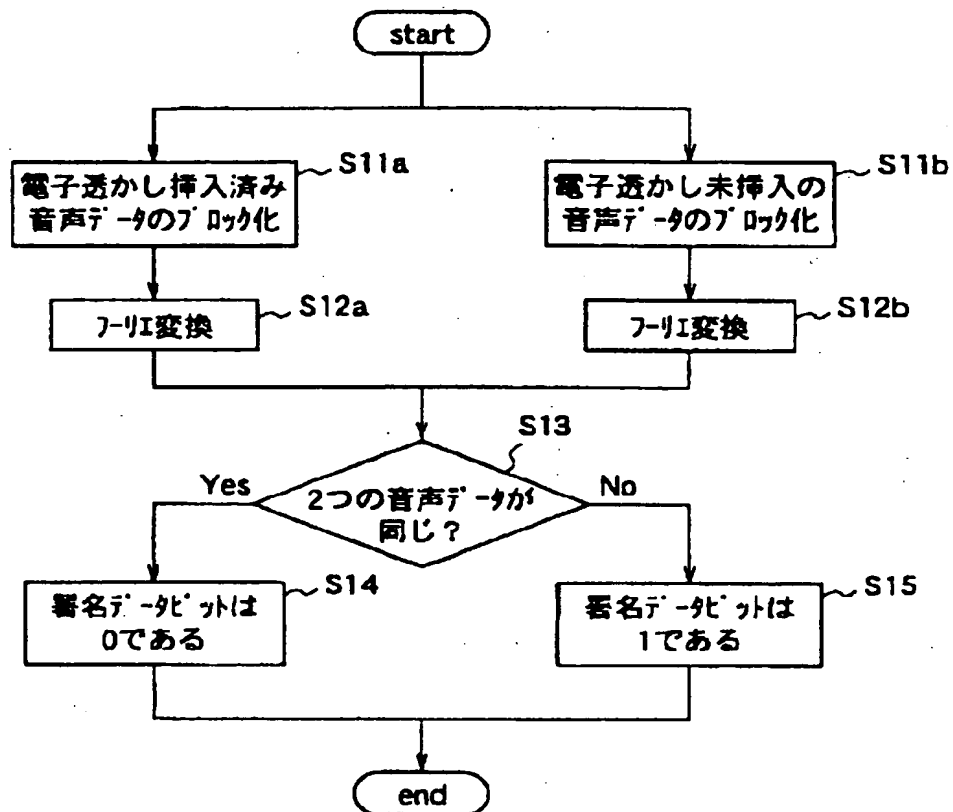 start
S11a
電子透かし挿入済み
音声データのブロック化
S11b
電子透かし未挿入の
音声データのブロック化
S12a
フーリエ変換
S12b
フーリエ変換
S13
Yes
2つの音声データが
同じ？
No
S14
署名データビットは
0である
S15
署名データビットは
1である
end